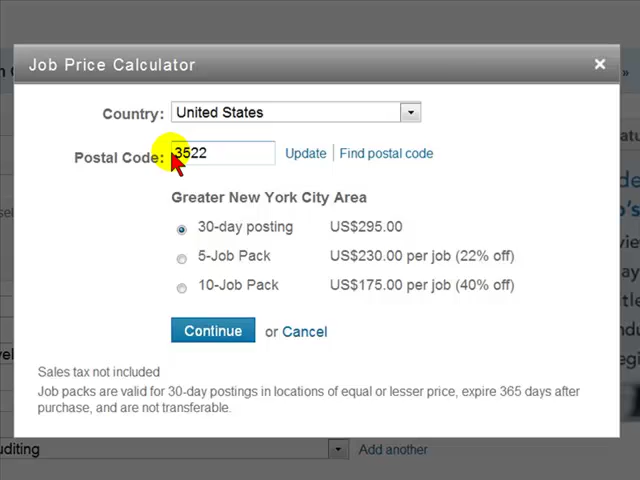 Job Price Calculator
Country: United States
Postal Code: 3522 Update Find postal code
Greater New York City Area
30-day posting US$295.00
5-Job Pack US$230.00 per job (22% off)
10-Job Pack US$175.00 per job (40% off)
Continue or Cancel
Sales tax not included
Job packs are valid for 30-day postings in locations of equal or lesser price, expire 365 days after
purchase, and are not transferable.
Add another